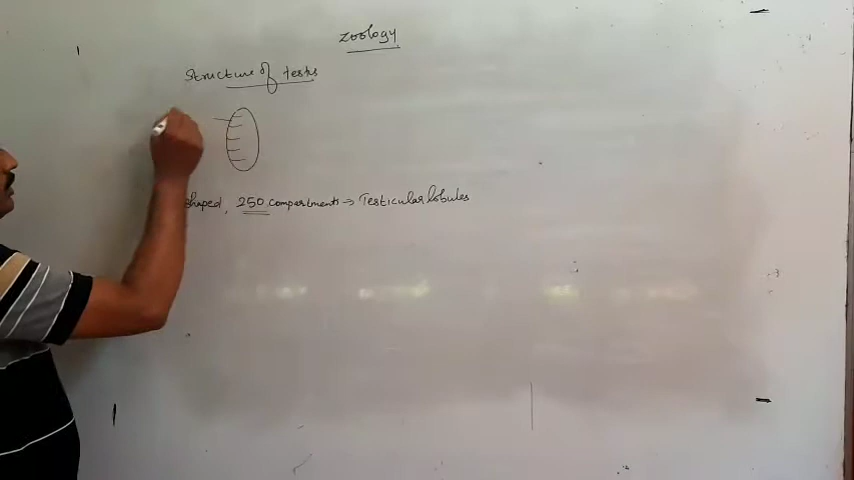 Zoology
Structure of testis
shaped, 250 compartments → Testicular lobules